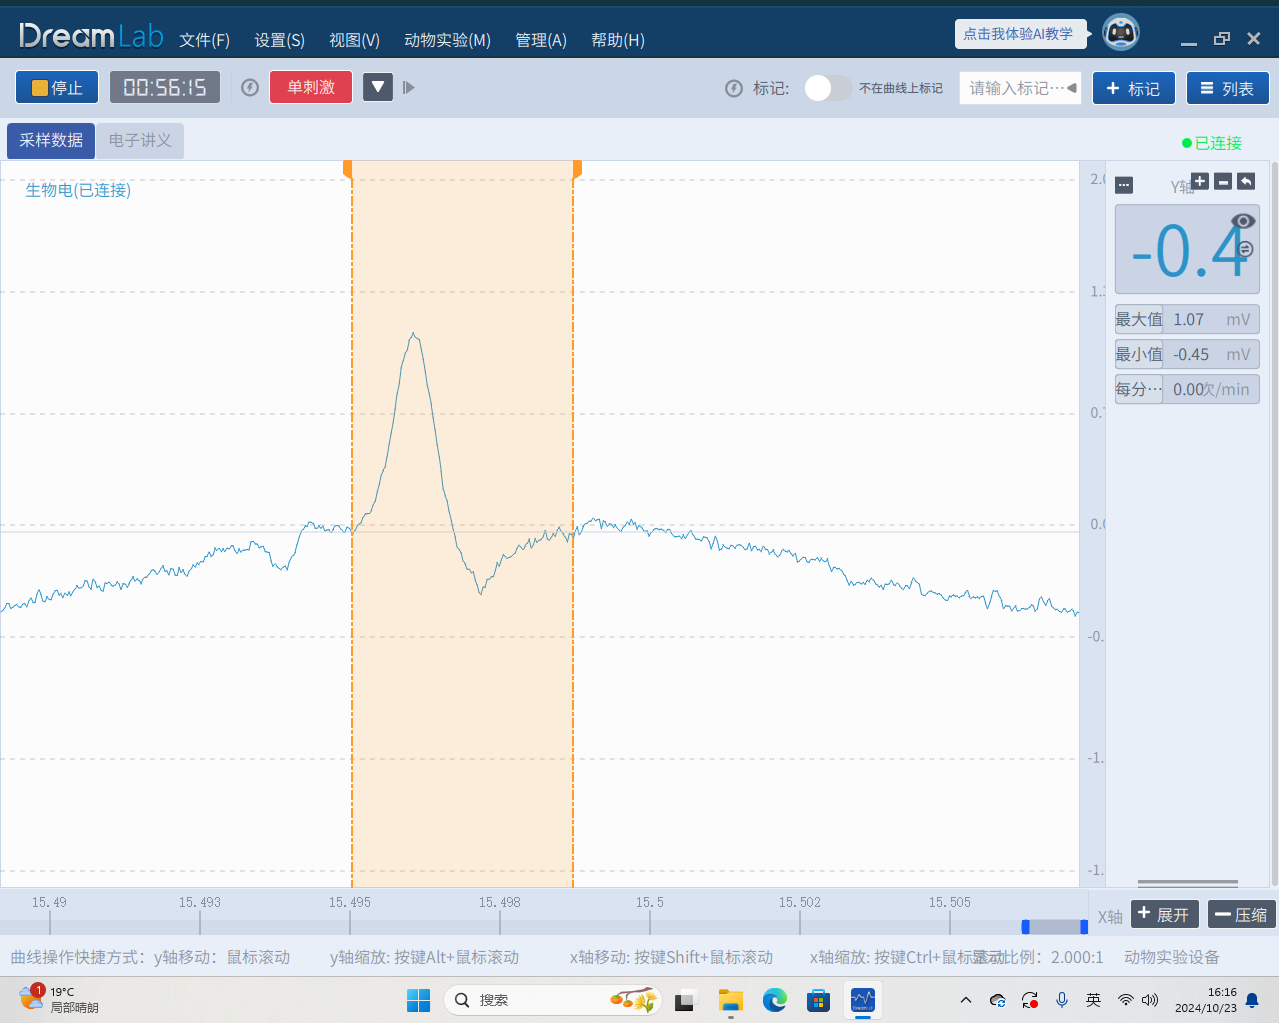 DreamLab 文件(F) 设置(S) 视图(V) 动物实验(M) 管理(A) 帮助(H) 点击我体验AI教学
停止 00:56:15 单刺激 标记: 不在曲线上标记 请输入标记··· + 标记 列表
采样数据 电子讲义 已连接
生物电(已连接)
2.0
1.3
0.7
0.0
-0.
-1.
-1.
Y轴
-0.4
最大值 1.07 mV
最小值 -0.45 mV
每分··· 0.00次/min
15.49 15.493 15.495 15.498 15.5 15.502 15.505
X轴 展开 压缩
曲线操作快捷方式: y轴移动: 鼠标滚动 y轴缩放: 按键Alt+鼠标滚动 x轴移动: 按键Shift+鼠标滚动 x轴缩放: 按键Ctrl+鼠标滚动 比例: 2.000:1 动物实验设备
1 19°C
局部晴朗
搜索
英
16:16
2024/10/23